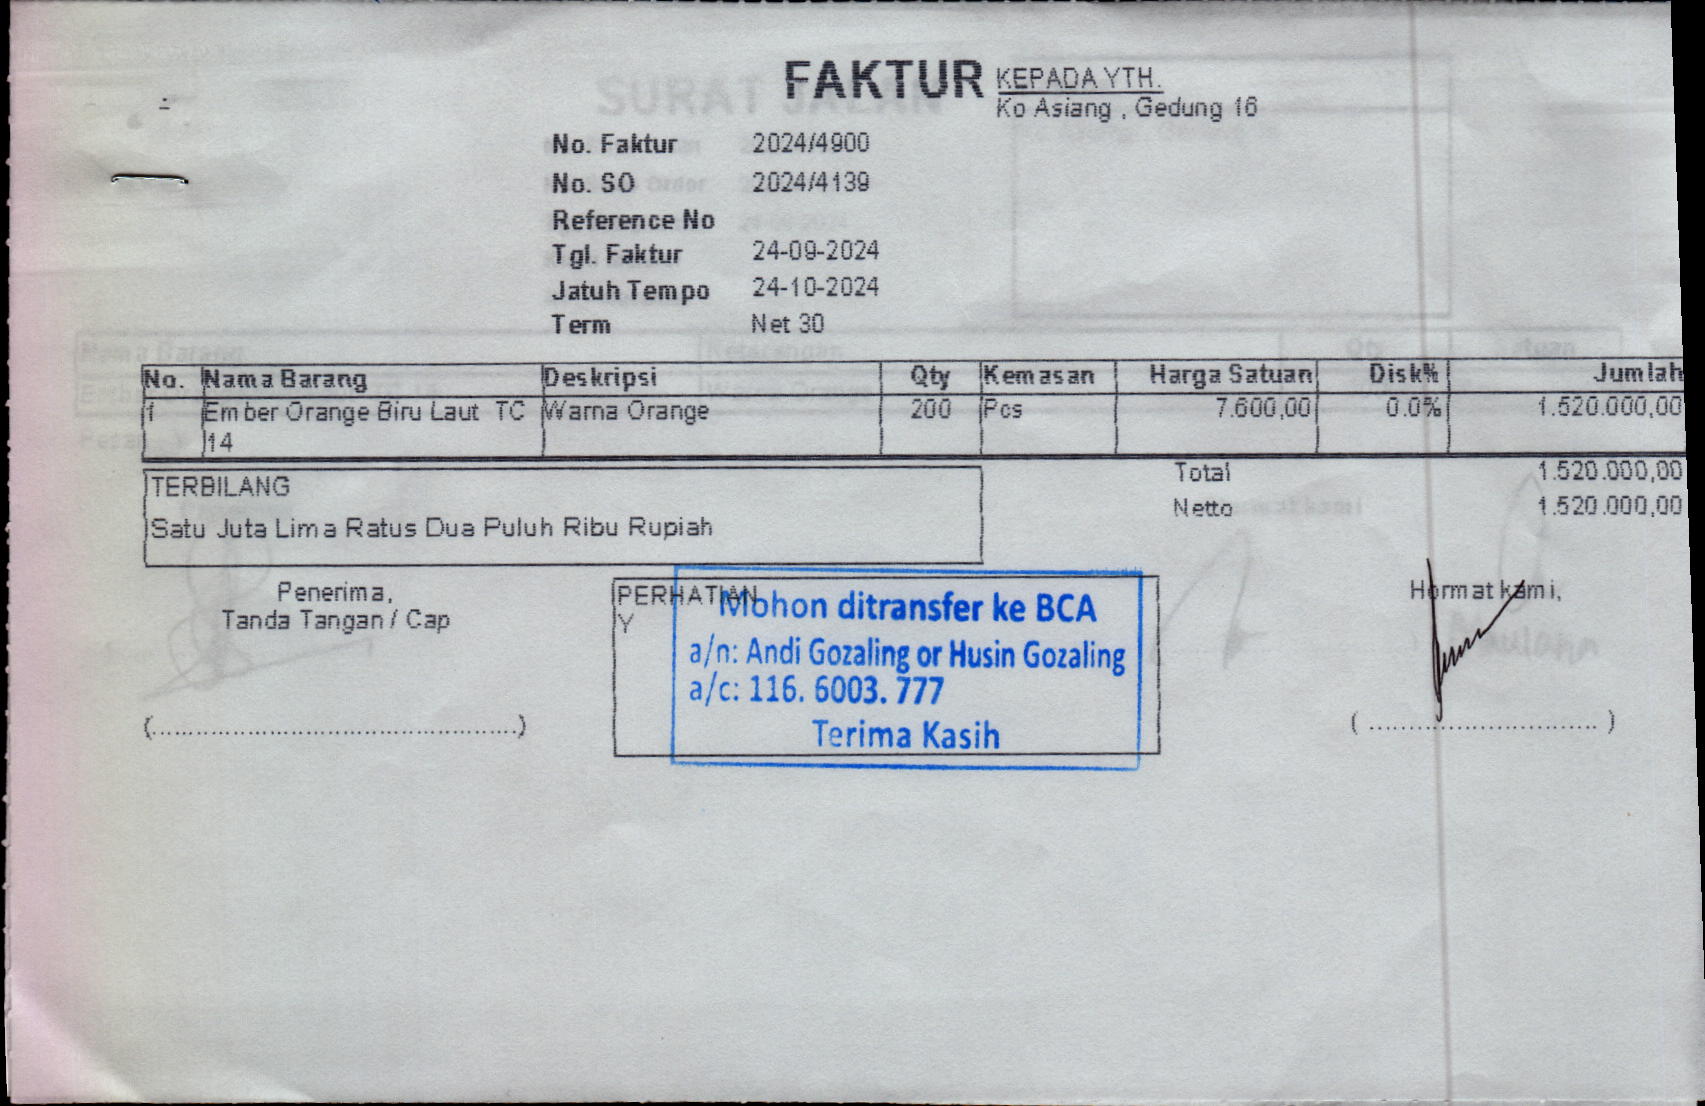 FAKTUR
KEPADA YTH.
Ko Asiang , Gedung 16
No. Faktur 2024/4900
No. SO 2024/4139
Reference No
Tgl. Faktur 24-09-2024
Jatuh Tempo 24-10-2024
Term Net 30
No. Nama Barang Deskripsi Qty Kemasan Harga Satuan Disk% Jumlah
1 Ember Orange Biru Laut TC Warna Orange 200 Pcs 7.600,00 0.0% 1.520.000,00
14
TERBILANG
Satu Juta Lima Ratus Dua Puluh Ribu Rupiah
Total 1.520.000,00
Netto 1.520.000,00
Penerima,
Tanda Tangan / Cap
(..................................................)
PERHATIAN
Y
Mohon ditransfer ke BCA
a/n: Andi Gozaling or Husin Gozaling
a/c: 116. 6003. 777
Terima Kasih
Hormat kami,
( ............................... )
SURAT JALAN
Nama Barang Keterangan